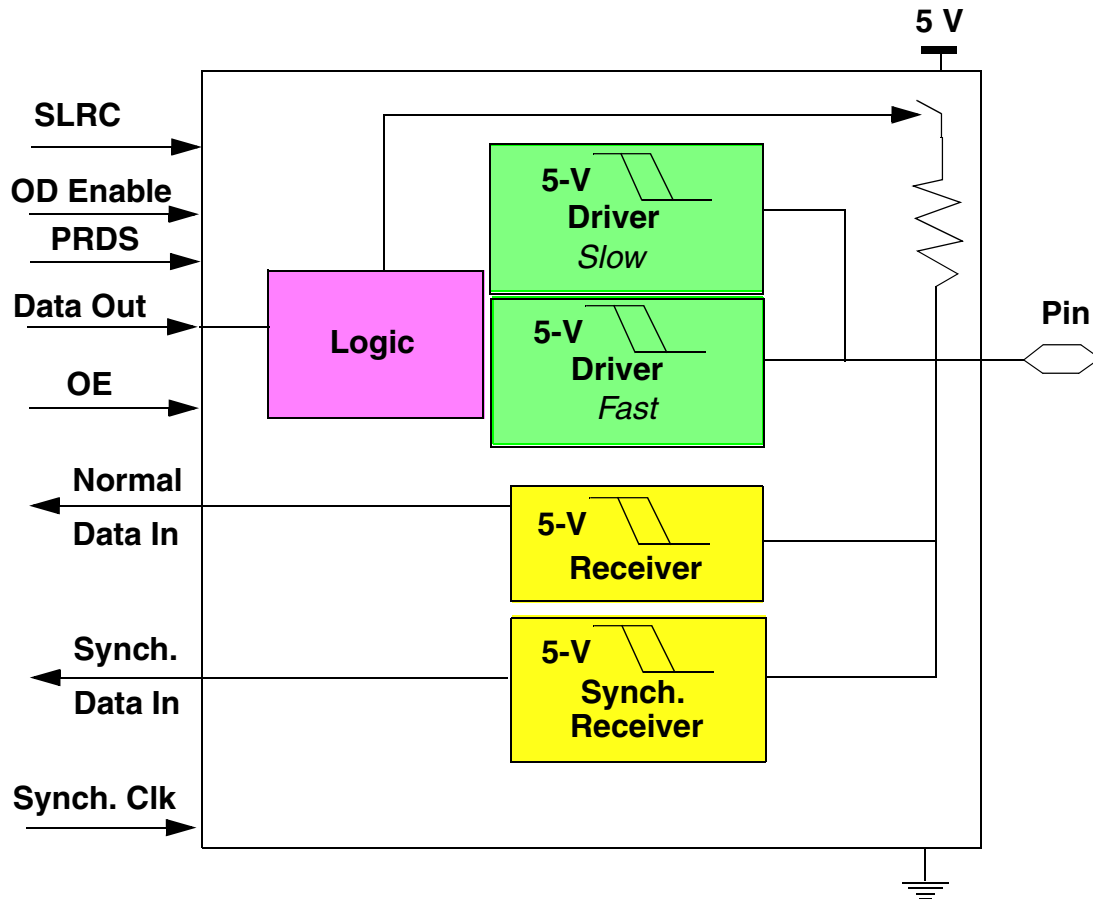 5 V
SLRC
OD Enable
PRDS
Data Out
OE
Normal
Data In
Synch.
Data In
Synch. Clk
Logic
5-V
Driver
Slow
5-V
Driver
Fast
5-V
Receiver
5-V
Synch.
Receiver
Pin